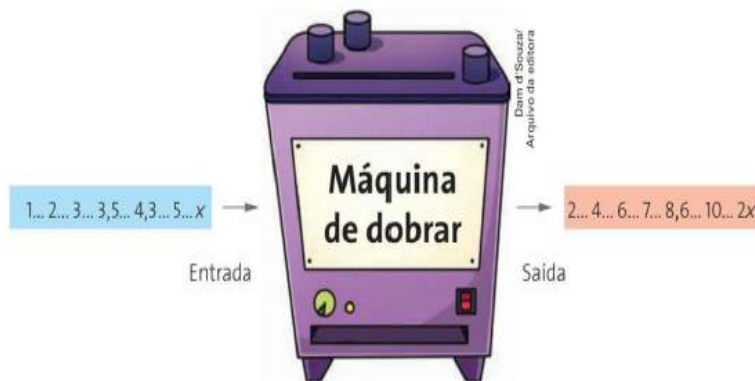 Dam d'Souza/
Arquivo da editora
Máquina
de dobrar
1... 2... 3... 3,5... 4,3... 5... x
2... 4... 6... 7... 8,6... 10... 2x
Entrada
Saída